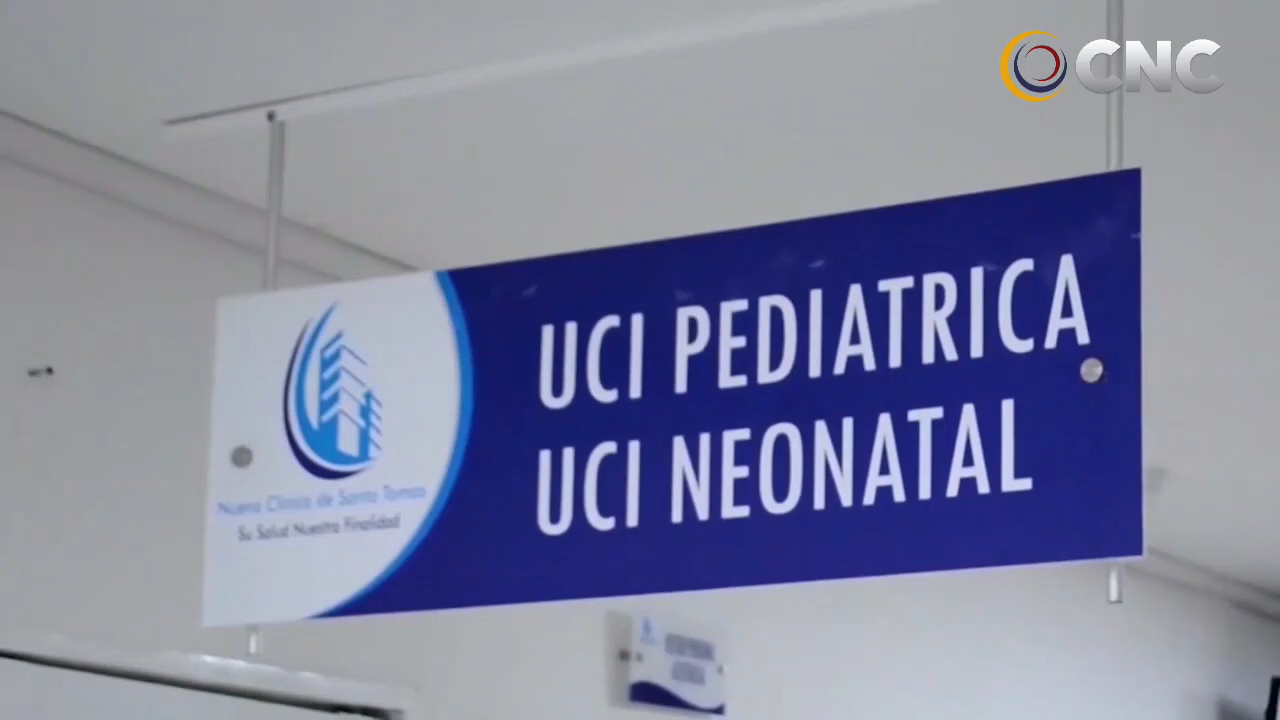 CNC
UCI PEDIATRICA
UCI NEONATAL
Nueva Clinica de Santo Tomas
Su Salud Nuestra Finalidad